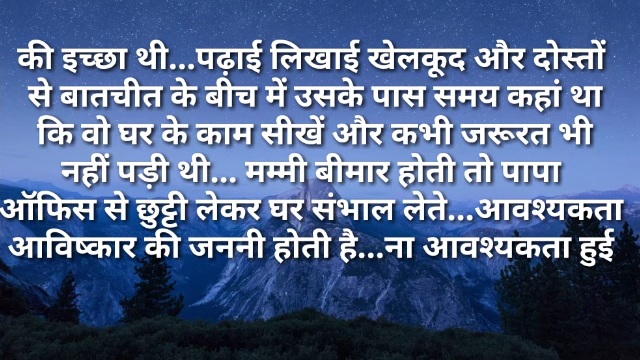 की इच्छा थी...पढ़ाई लिखाई खेलकूद और दोस्तों
से बातचीत के बीच में उसके पास समय कहां था
कि वो घर के काम सीखें और कभी जरूरत भी
नहीं पड़ी थी... मम्मी बीमार होती तो पापा
ऑफिस से छुट्टी लेकर घर संभाल लेते...आवश्यकता
आविष्कार की जननी होती है...ना आवश्यकता हुई